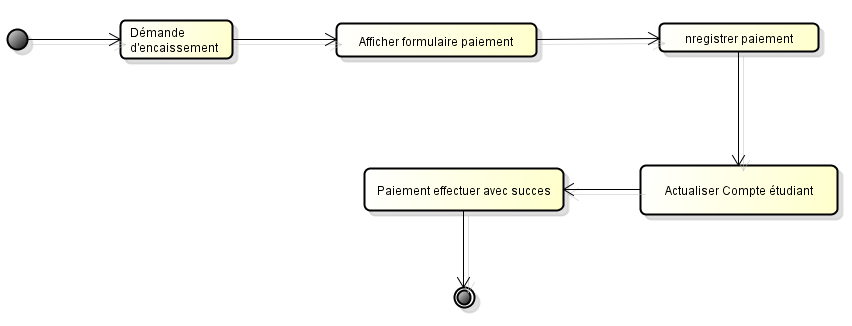 Démande
d'encaissement
Afficher formulaire paiement
nregistrer paiement
Paiement effectuer avec succes
Actualiser Compte étudiant